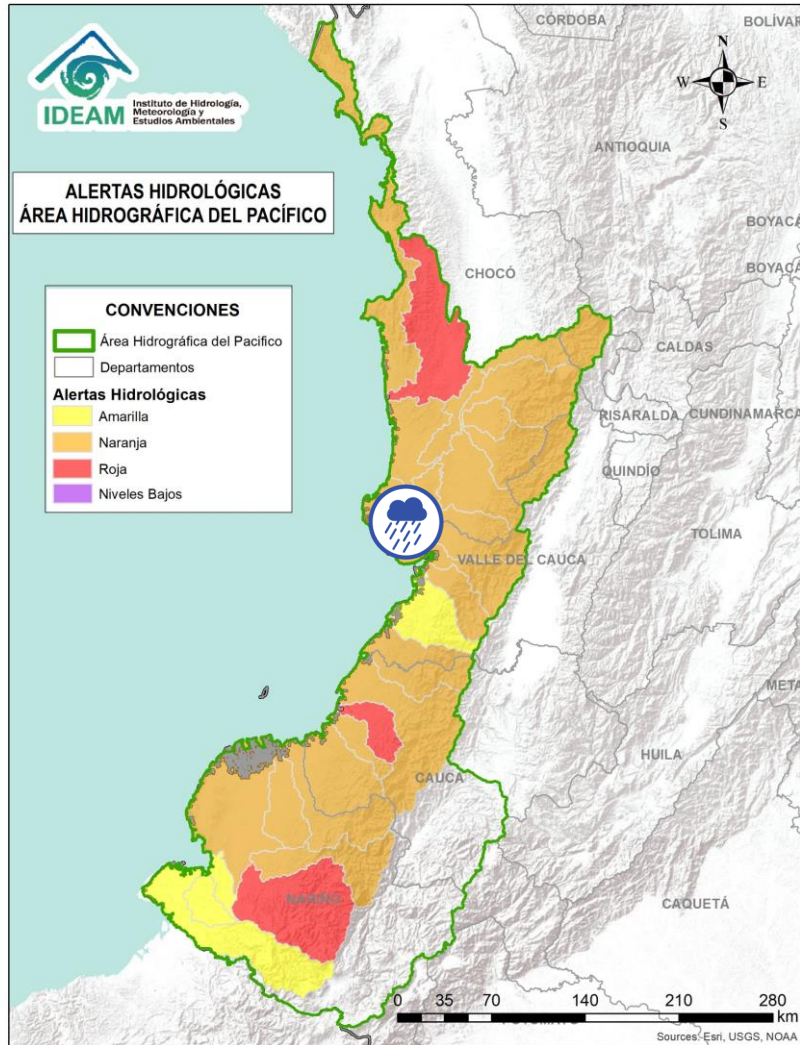 IDEAM
Instituto de Hidrología,
Meteorología y
Estudios Ambientales
ALERTAS HIDROLÓGICAS
ÁREA HIDROGRÁFICA DEL PACÍFICO
CONVENCIONES
Área Hidrográfica del Pacifico
Departamentos
Alertas Hidrológicas
Amarilla
Naranja
Roja
Niveles Bajos
N
W E
S
CÓRDOBA
BOLÍVAR
ANTIOQUIA
BOYACÁ
CHOCÓ
BOYACÁ
CALDAS
RISARALDA
CUNDINAMARCA
QUINDÍO
TOLIMA
VALLE DEL CAUCA
META
HUILA
CAUCA
NARIÑO
CAQUETÁ
0 35 70 140 210 280
km
Sources: Esri, USGS, NOAA